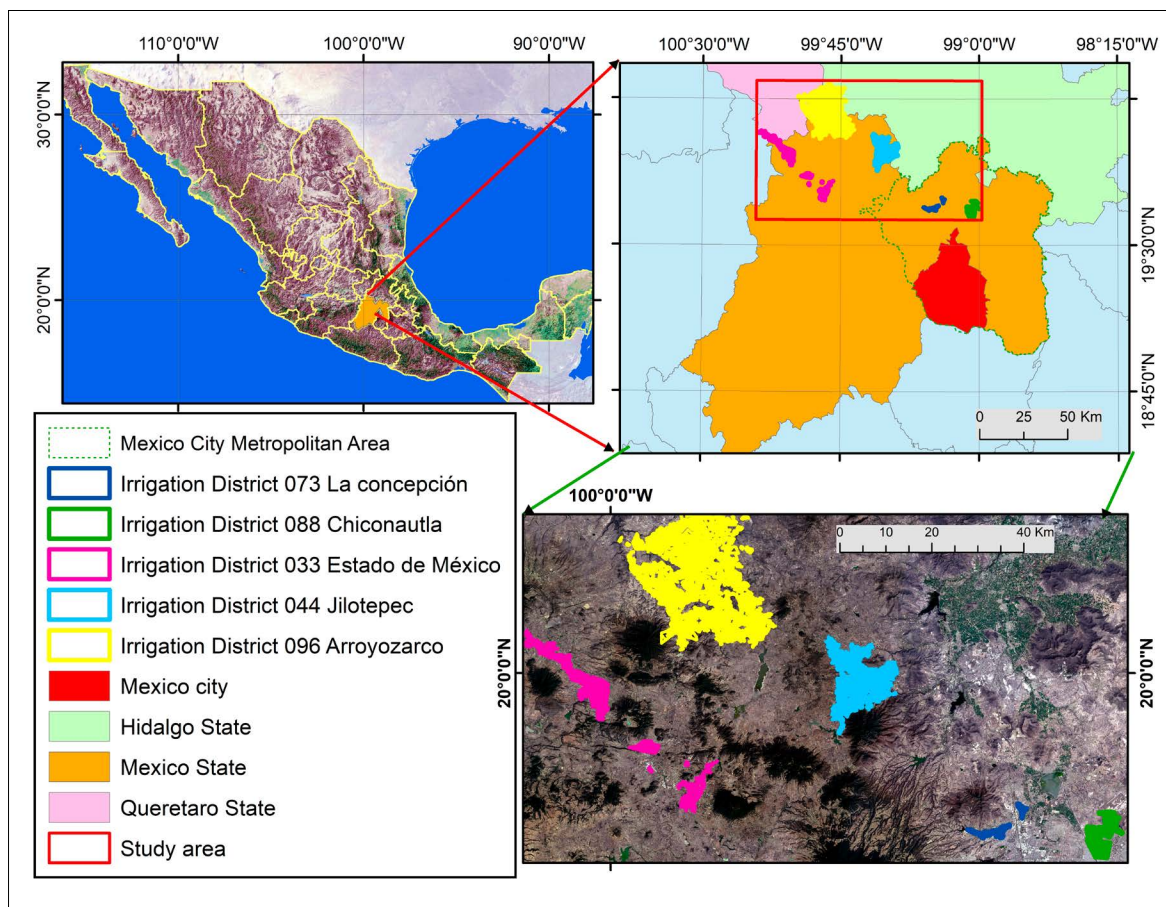 110°0'0"W 100°0'0"W 90°0'0"W
30°0'0"N
20°0'0"N
100°30'0"W 99°45'0"W 99°0'0"W 98°15'0"W
19°30'0"N
18°45'0"N
0 25 50 Km
Mexico City Metropolitan Area
Irrigation District 073 La concepción
Irrigation District 088 Chiconautla
Irrigation District 033 Estado de México
Irrigation District 044 Jilotepec
Irrigation District 096 Arroyozarco
Mexico city
Hidalgo State
Mexico State
Queretaro State
Study area
100°0'0"W
0 10 20 40 Km
20°0'0"N
20°0'0"N